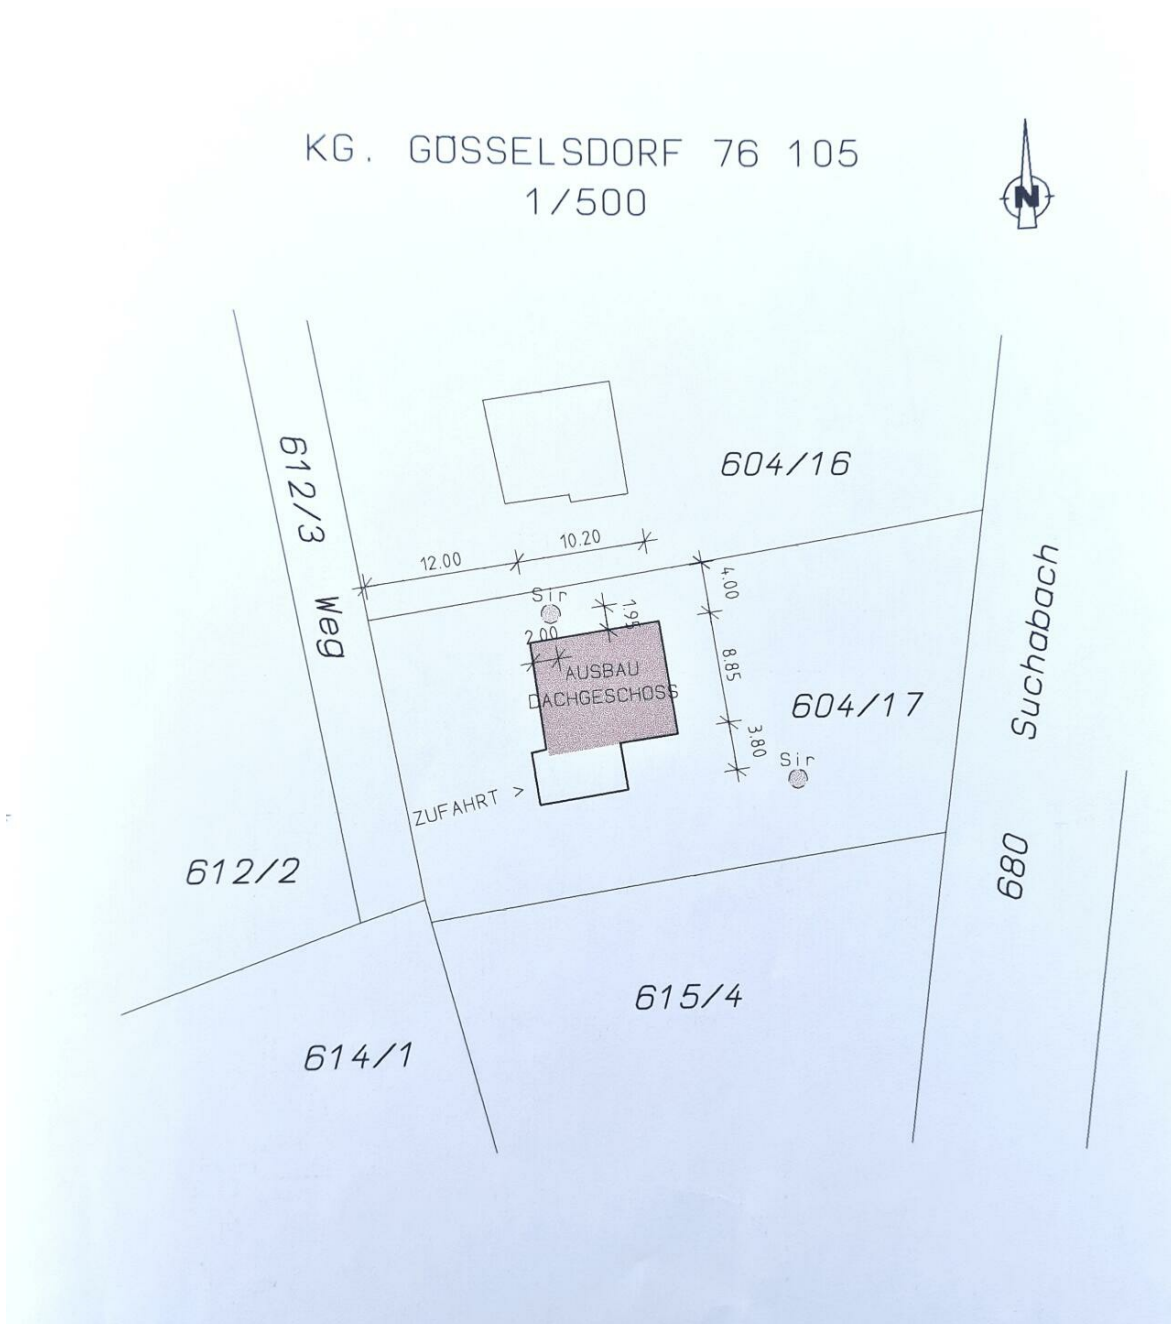 KG. GÖSSELSDORF 76 105
1/500
N
612/3 Weg
604/16
12.00
10.20
4.00
Sir
1.95
2.00
AUSBAU
DACHGESCHOSS
8.85
604/17
3.80
Sir
ZUFAHRT >
Suchabach
680
612/2
615/4
614/1